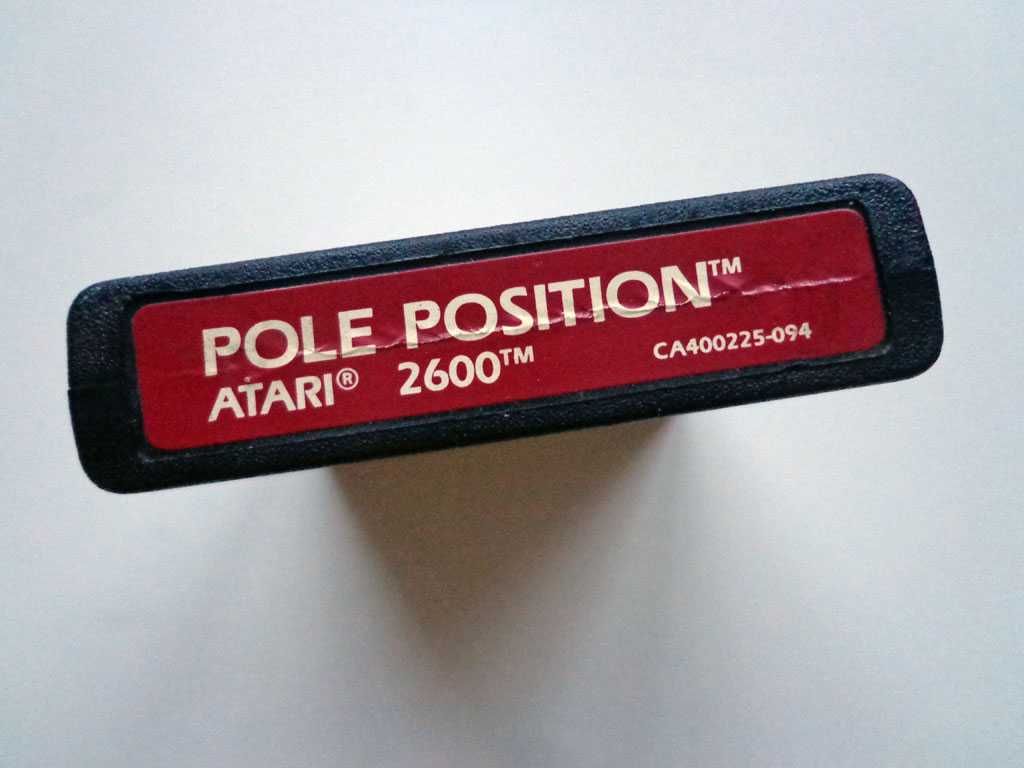 POLE POSITION™
ATARI® 2600™ CA400225-094